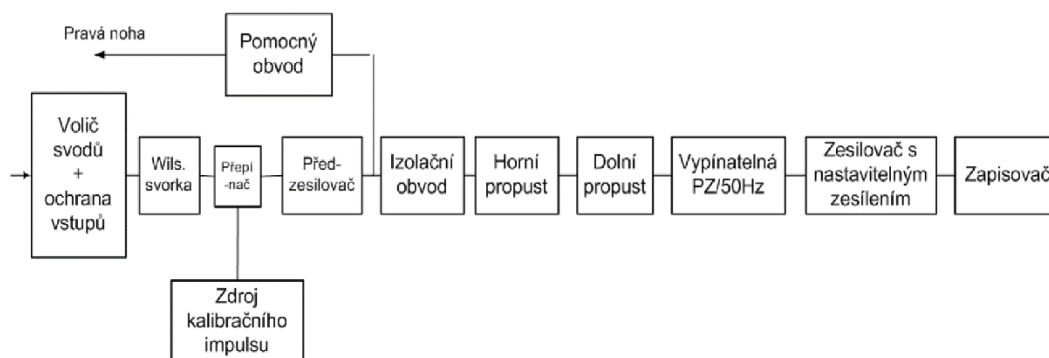 Pravá noha
Pomocný
obvod
Volič
svodů
+
ochrana
vstupů
Wils.
svorka
Přepí
-nač
Před-
zesilovač
Izolační
obvod
Horní
propust
Dolní
propust
Vypínatelná
PZ/50Hz
Zesilovač s
nastavitelným
zesílením
Zapisovač
Zdroj
kalibračního
impulsu